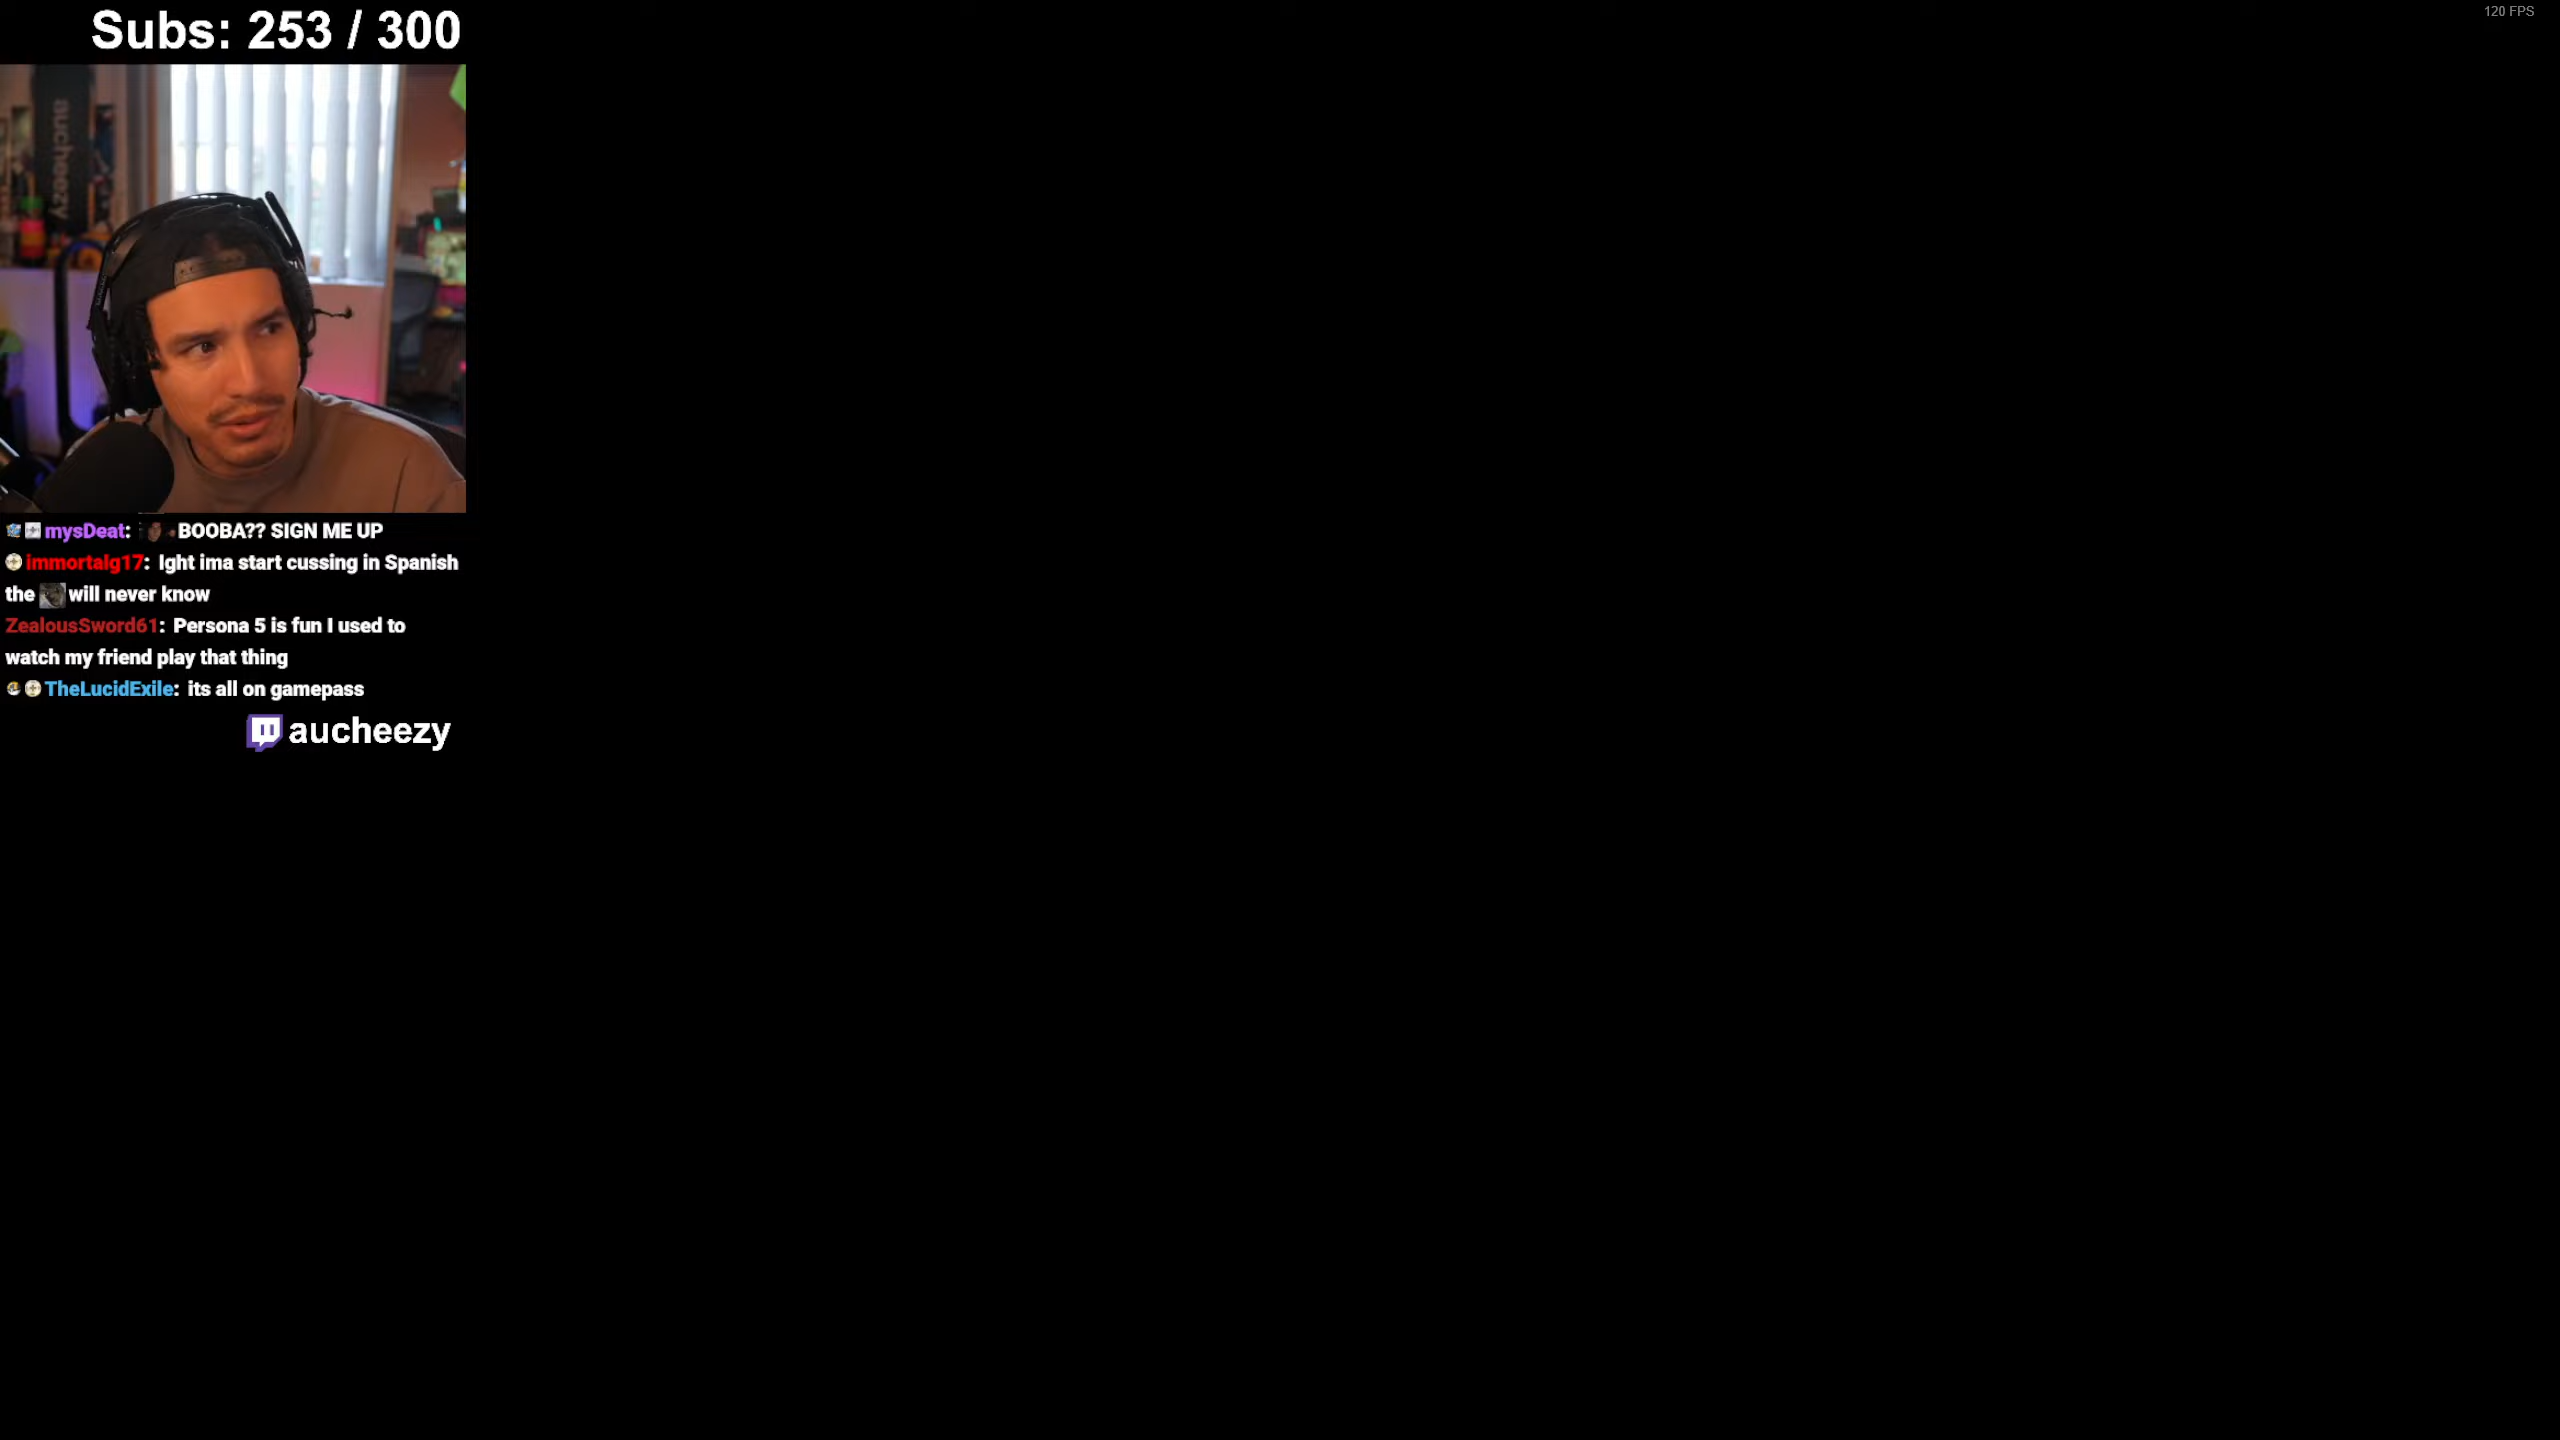 Subs: 253 / 300
120 FPS
aucheezy
mysDeat: BOOBA?? SIGN ME UP
immortalg17: Ight ima start cussing in Spanish
the will never know
ZealousSword61: Persona 5 is fun I used to
watch my friend play that thing
TheLucidExile: its all on gamepass
aucheezy